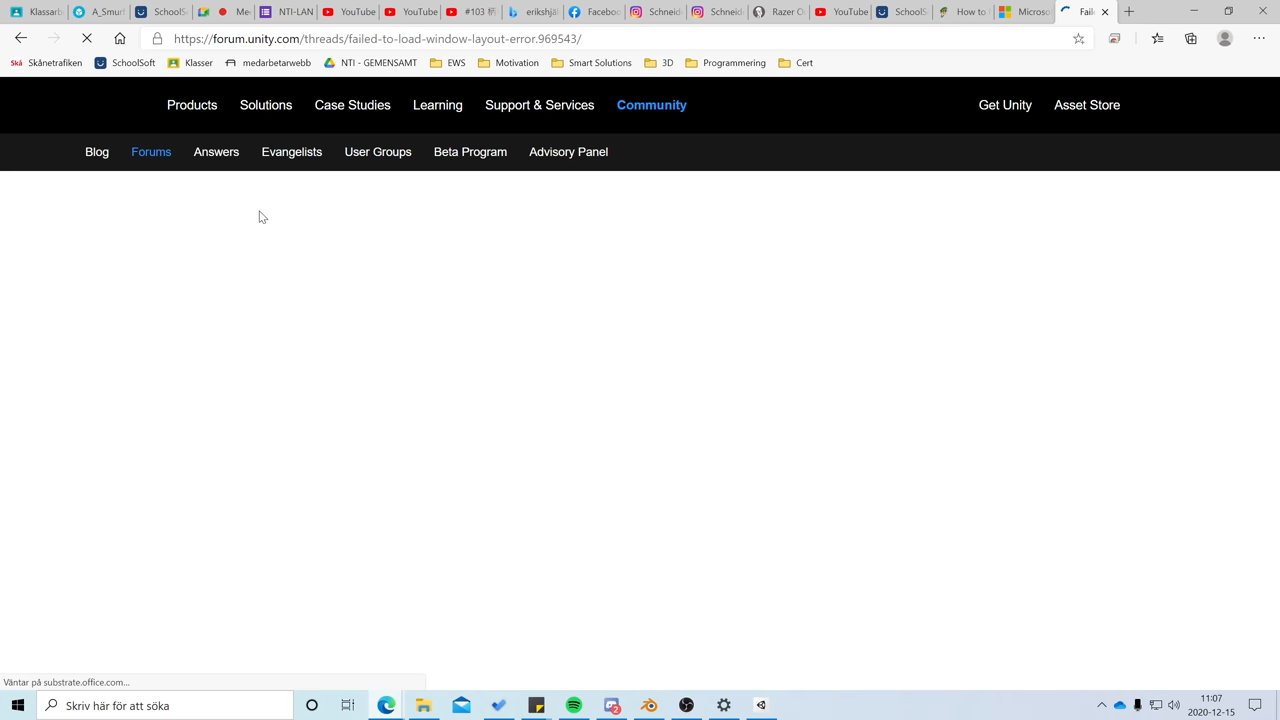 Klassarb A_Smurf SchoolS Me NTI-LAN YouTube YouTube #103 erikshjäl Faceboo Schneid Schneid Razer O YouTube SchoolS How to Microso Faile
https://forum.unity.com/threads/failed-to-load-window-layout-error.969543/
Skå Skånetrafiken SchoolSoft Klasser medarbetarwebb NTI - GEMENSAMT EWS Motivation Smart Solutions 3D Programmering Cert
Products Solutions Case Studies Learning Support & Services Community Get Unity Asset Store
Blog Forums Answers Evangelists User Groups Beta Program Advisory Panel
Väntar på substrate.office.com...
Skriv här för att söka
2
11:07
2020-12-15